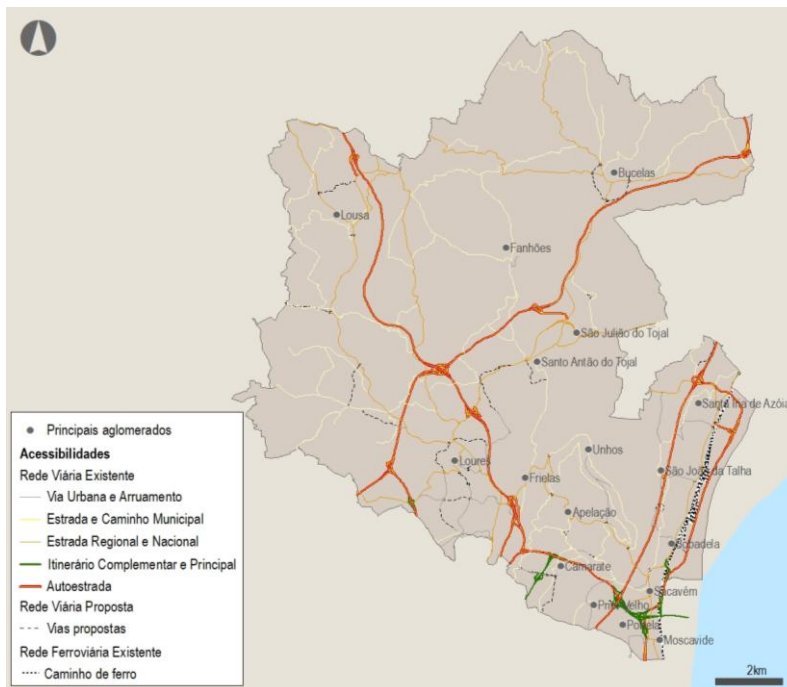 Bucelas
Lousa
Fanhões
São Julião do Tojal
Santo Antão do Tojal
Santa Iria de Azóia
Unhos
Loures
São João da Talha
Frielas
Apelação
Bobadela
Camarate
Sacavém
Prior Velho
Portela
Moscavide
Principais aglomerados
Acessibilidades
Rede Viária Existente
Via Urbana e Arruamento
Estrada e Caminho Municipal
Estrada Regional e Nacional
Itinerário Complementar e Principal
Autoestrada
Rede Viária Proposta
Vias propostas
Rede Ferroviária Existente
Caminho de ferro
2km